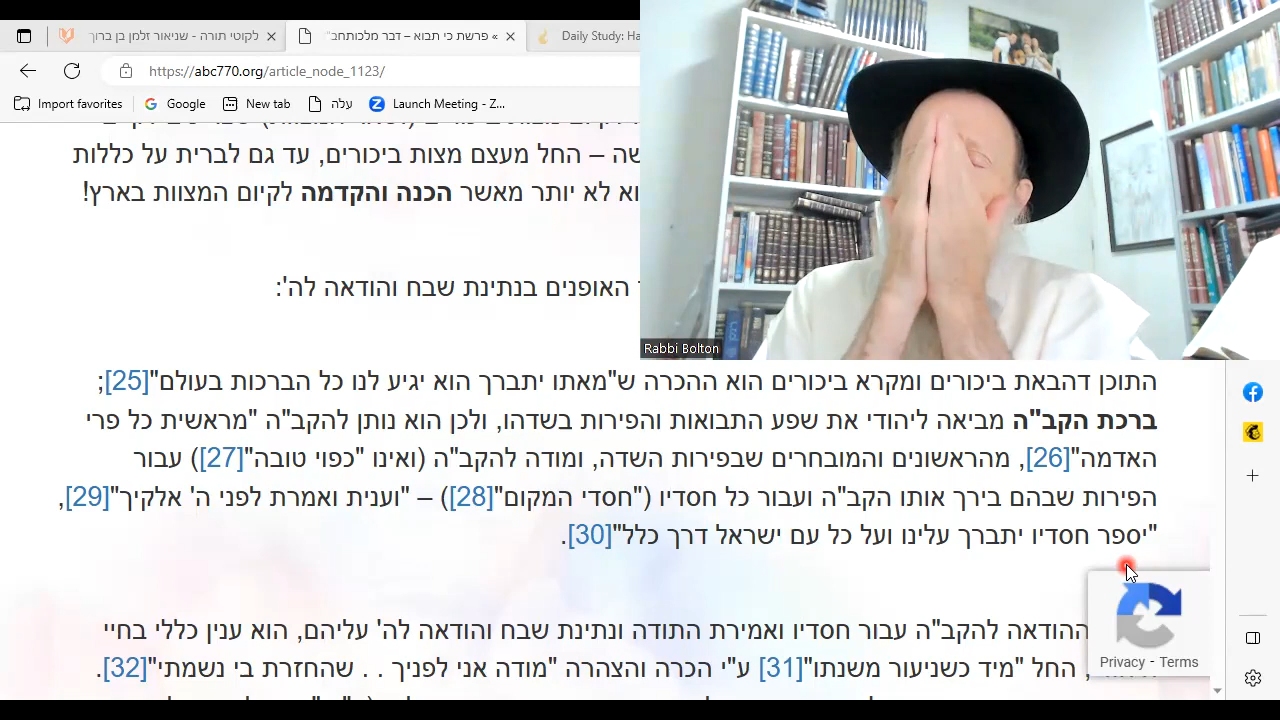 לקוטי תורה - שניאור זלמן בן ברוך
» פרשת כי תבוא – דבר מלכותחב"
Daily Study: Ha
https://abc770.org/article_node_1123/
Import favorites
Google
New tab
עלה
Launch Meeting - Z...
שה – החל מעצם מצות ביכורים, עד גם לברית על כללות
וא לא יותר מאשר הכנה והקדמה לקיום המצוות בארץ!
האופנים בנתינת שבח והודאה לה':
Rabbi Bolton
התוכן דהבאת ביכורים ומקרא ביכורים הוא ההכרה ש"מאתו יתברך הוא יגיע לנו כל הברכות בעולם"[25];
ברכת הקב"ה מביאה ליהודי את שפע התבואות והפירות בשדהו, ולכן הוא נותן להקב"ה "מראשית כל פרי
האדמה"[26], מהראשונים והמובחרים שבפירות השדה, ומודה להקב"ה (ואינו "כפוי טובה"[27]) עבור
הפירות שבהם בירך אותו הקב"ה ועבור כל חסדיו ("חסדי המקום"[28]) – "וענית ואמרת לפני ה' אלקיך"[29],
"יספר חסדיו יתברך עלינו ועל כל עם ישראל דרך כלל"[30].
ההודאה להקב"ה עבור חסדיו ואמירת התודה ונתינת שבח והודאה לה' עליהם, הוא ענין כללי בחיי
, החל "מיד כשניעור משנתו"[31] ע"י הכרה והצהרה "מודה אני לפניך . . שהחזרת בי נשמתי"[32].
Privacy - Terms